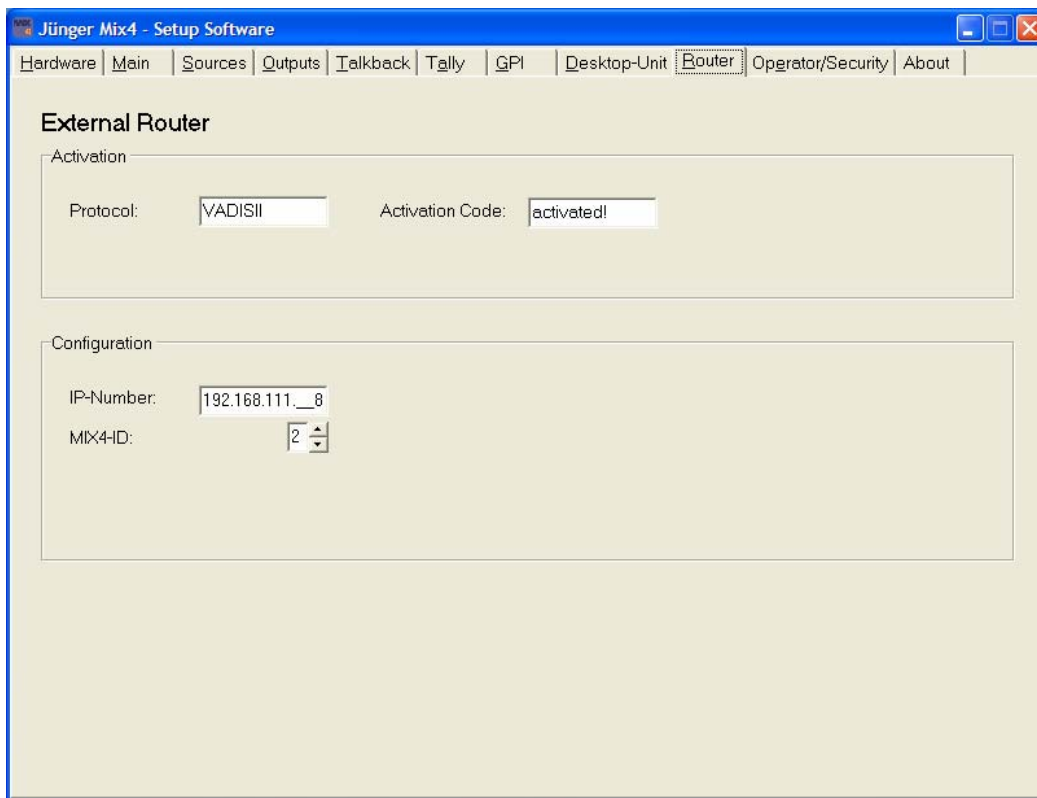 Jünger Mix4 - Setup Software
Hardware Main Sources Outputs Talkback Tally GPI Desktop-Unit Router Operator/Security About
External Router
Activation
Protocol: VADISII Activation Code: activated!
Configuration
IP-Number: 192.168.111.__8
MIX4-ID: 2